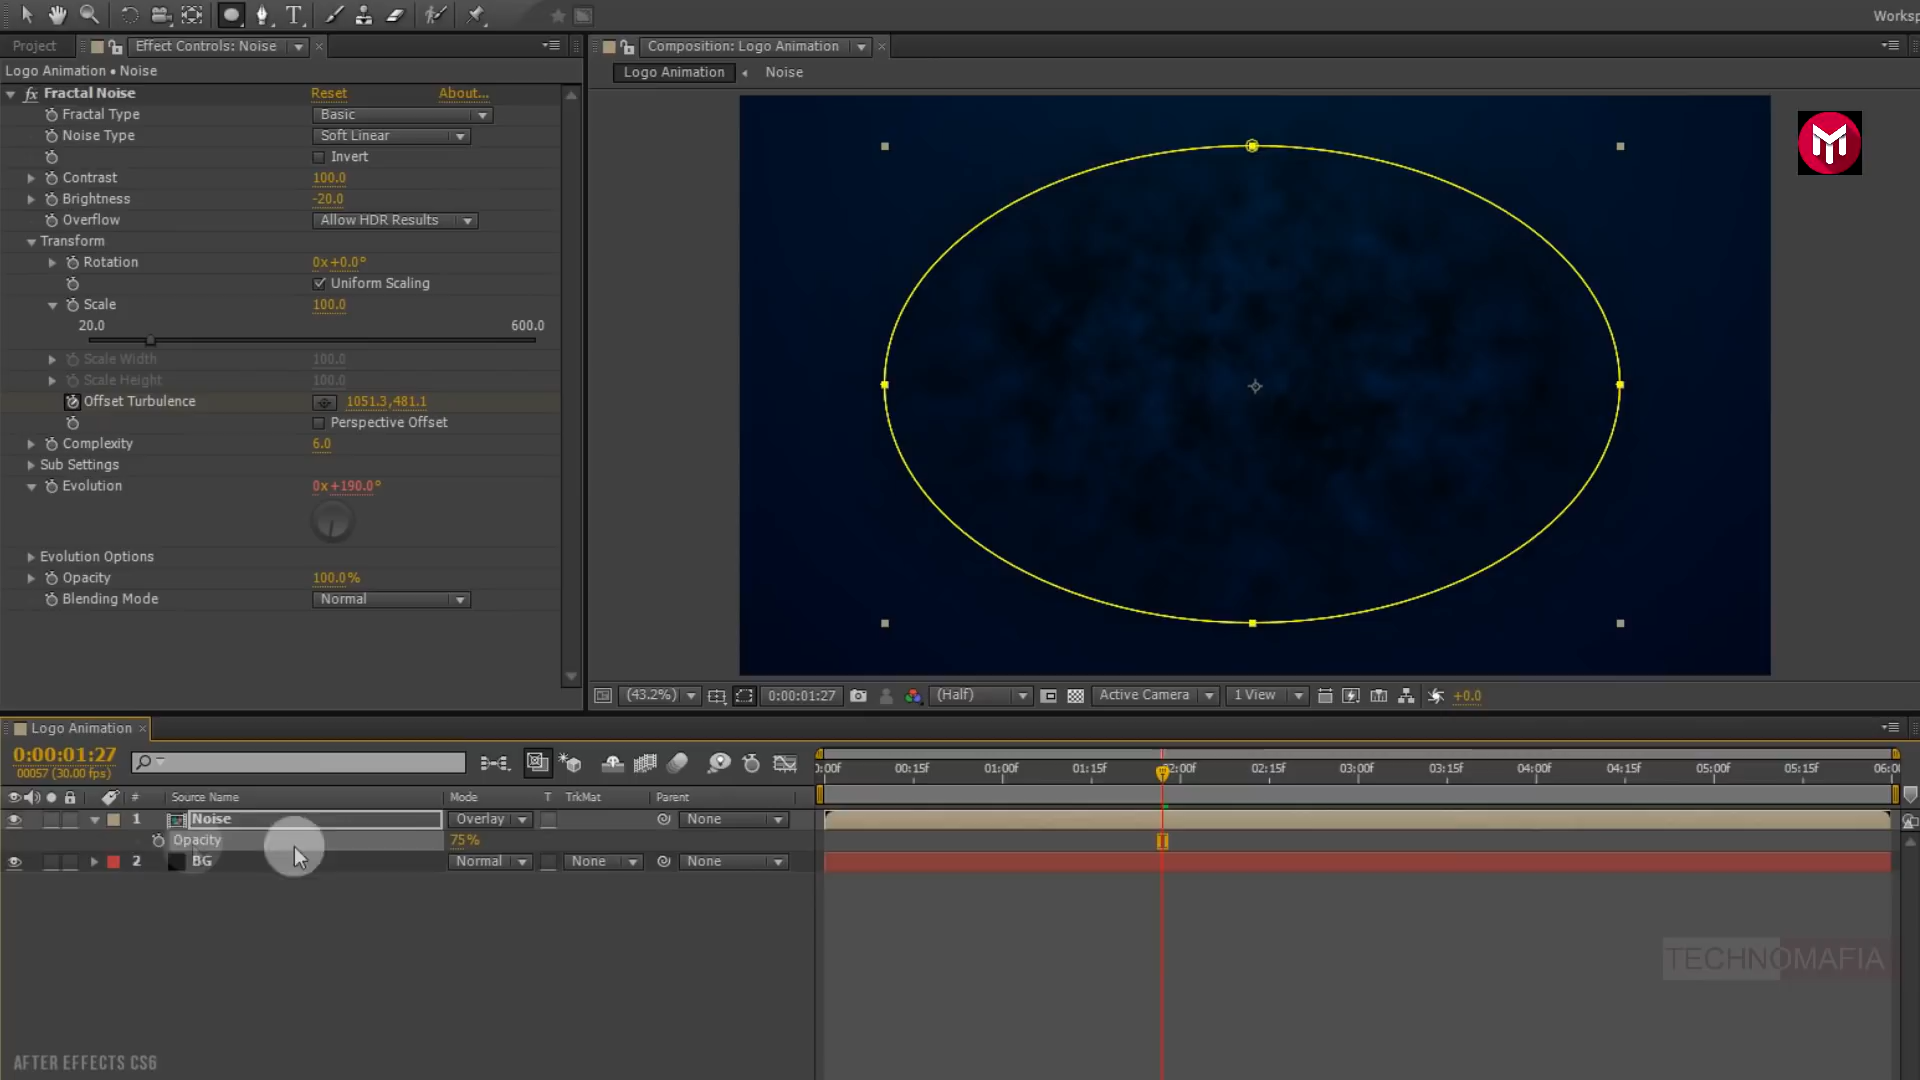 Worksp
Project
Effect Controls: Noise
Composition: Logo Animation
Logo Animation • Noise
Logo Animation
Noise
Fractal Noise
Reset
About...
Fractal Type
Basic
Noise Type
Soft Linear
Invert
Contrast
100.0
Brightness
-20.0
Overflow
Allow HDR Results
Transform
Rotation
0x+0.0°
Uniform Scaling
Scale
100.0
20.0
600.0
Scale Width
100.0
Scale Height
100.0
Offset Turbulence
1051.3,481.1
Perspective Offset
Complexity
6.0
Sub Settings
Evolution
0x+190.0°
Evolution Options
Opacity
100.0%
Blending Mode
Normal
(43.2%)
0:00:01:27
(Half)
Active Camera
1 View
+0.0
Logo Animation
0:00:01:27
00057 (30.00 fps)
):00f 00:15f 01:00f 01:15f 02:00f 02:15f 03:00f 03:15f 04:00f 04:15f 05:00f 05:15f 06:0
# Source Name Mode T TrkMat Parent
1 Noise Overlay None
Opacity 75%
2 BG Normal None None
TECHNOMAFIA
AFTER EFFECTS CS6